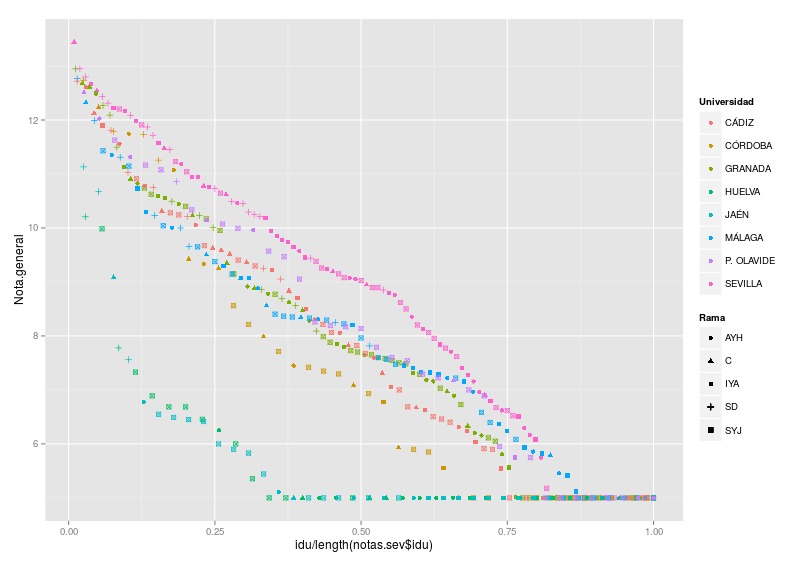 Nota.general
12
10
8
6
0.00
0.25
0.50
0.75
1.00
idu/length(notas.sev$idu)
Universidad
CÁDIZ
CÓRDOBA
GRANADA
HUELVA
JAÉN
MÁLAGA
P. OLAVIDE
SEVILLA
Rama
AYH
C
IYA
SD
SYJ